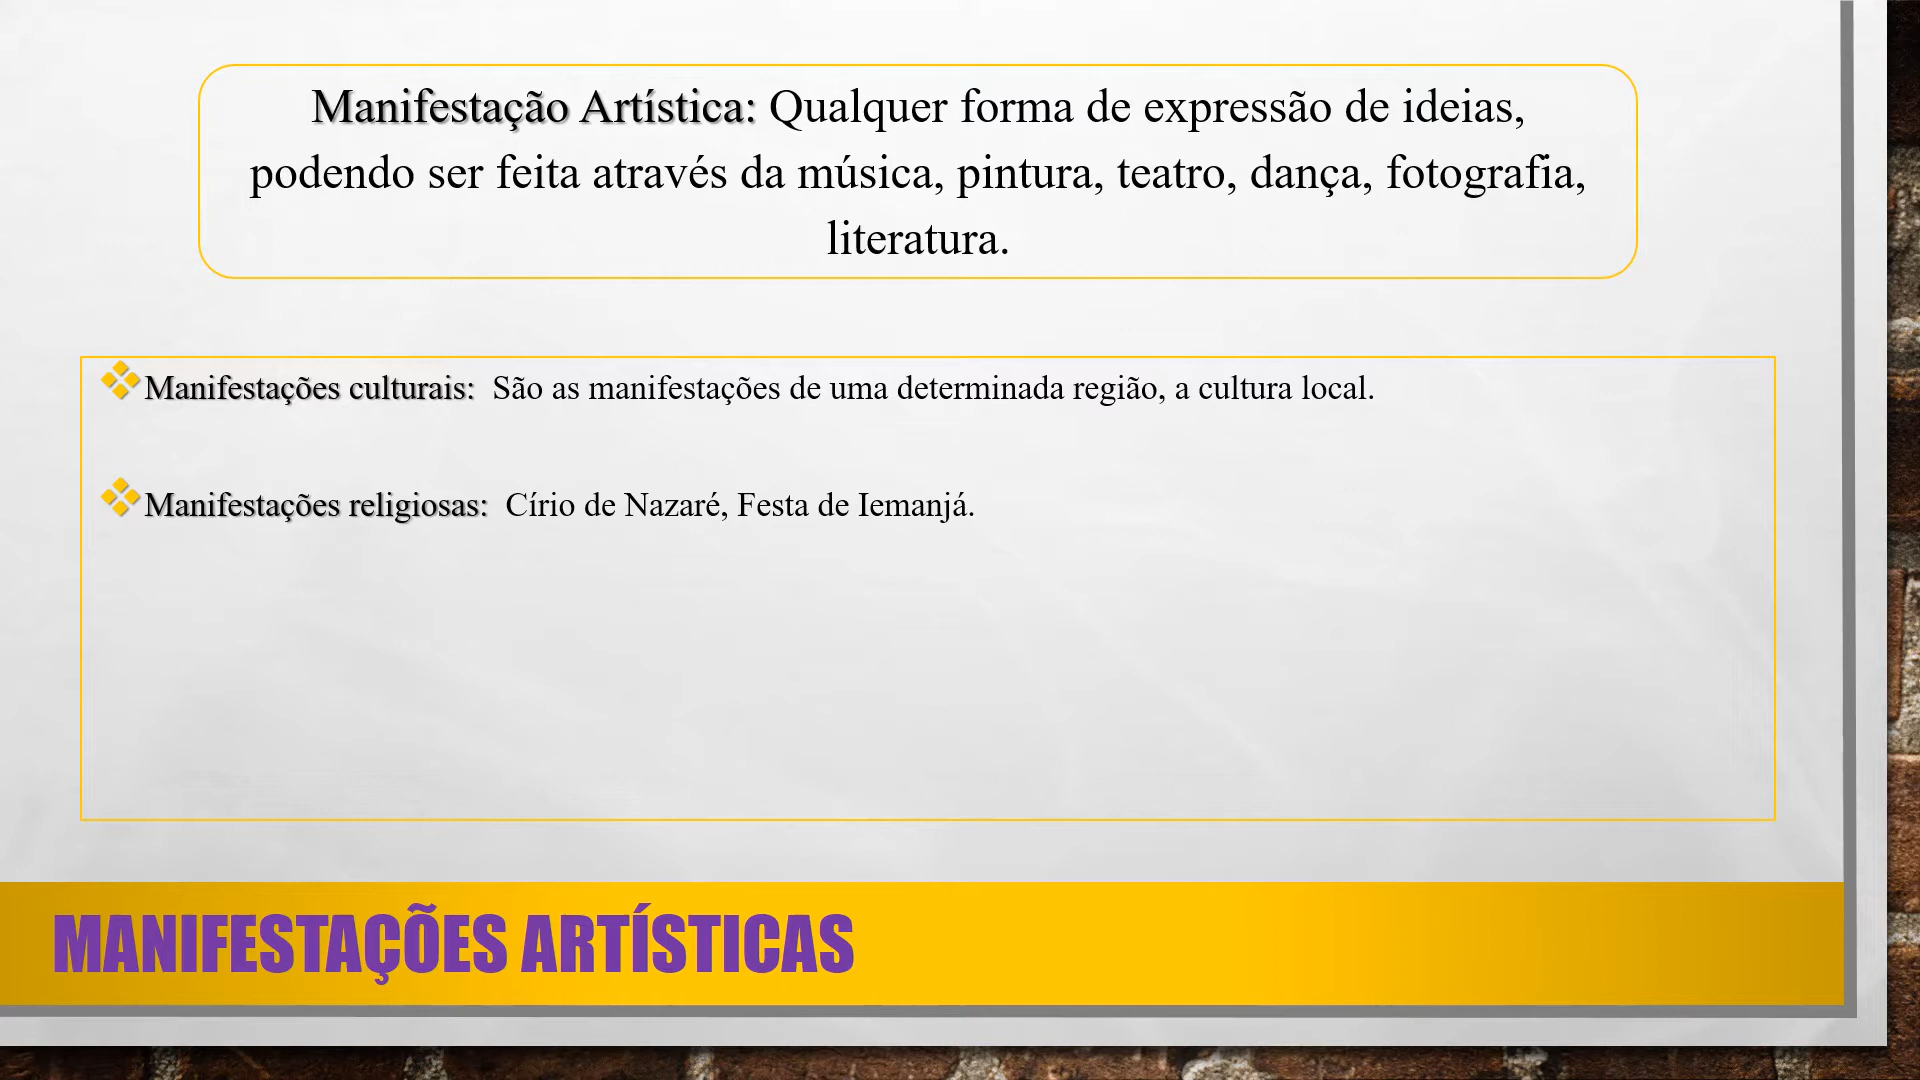 Manifestação Artística: Qualquer forma de expressão de ideias,
podendo ser feita através da música, pintura, teatro, dança, fotografia,
literatura.
Manifestações culturais: São as manifestações de uma determinada região, a cultura local.
Manifestações religiosas: Círio de Nazaré, Festa de Iemanjá.
MANIFESTAÇÕES ARTÍSTICAS